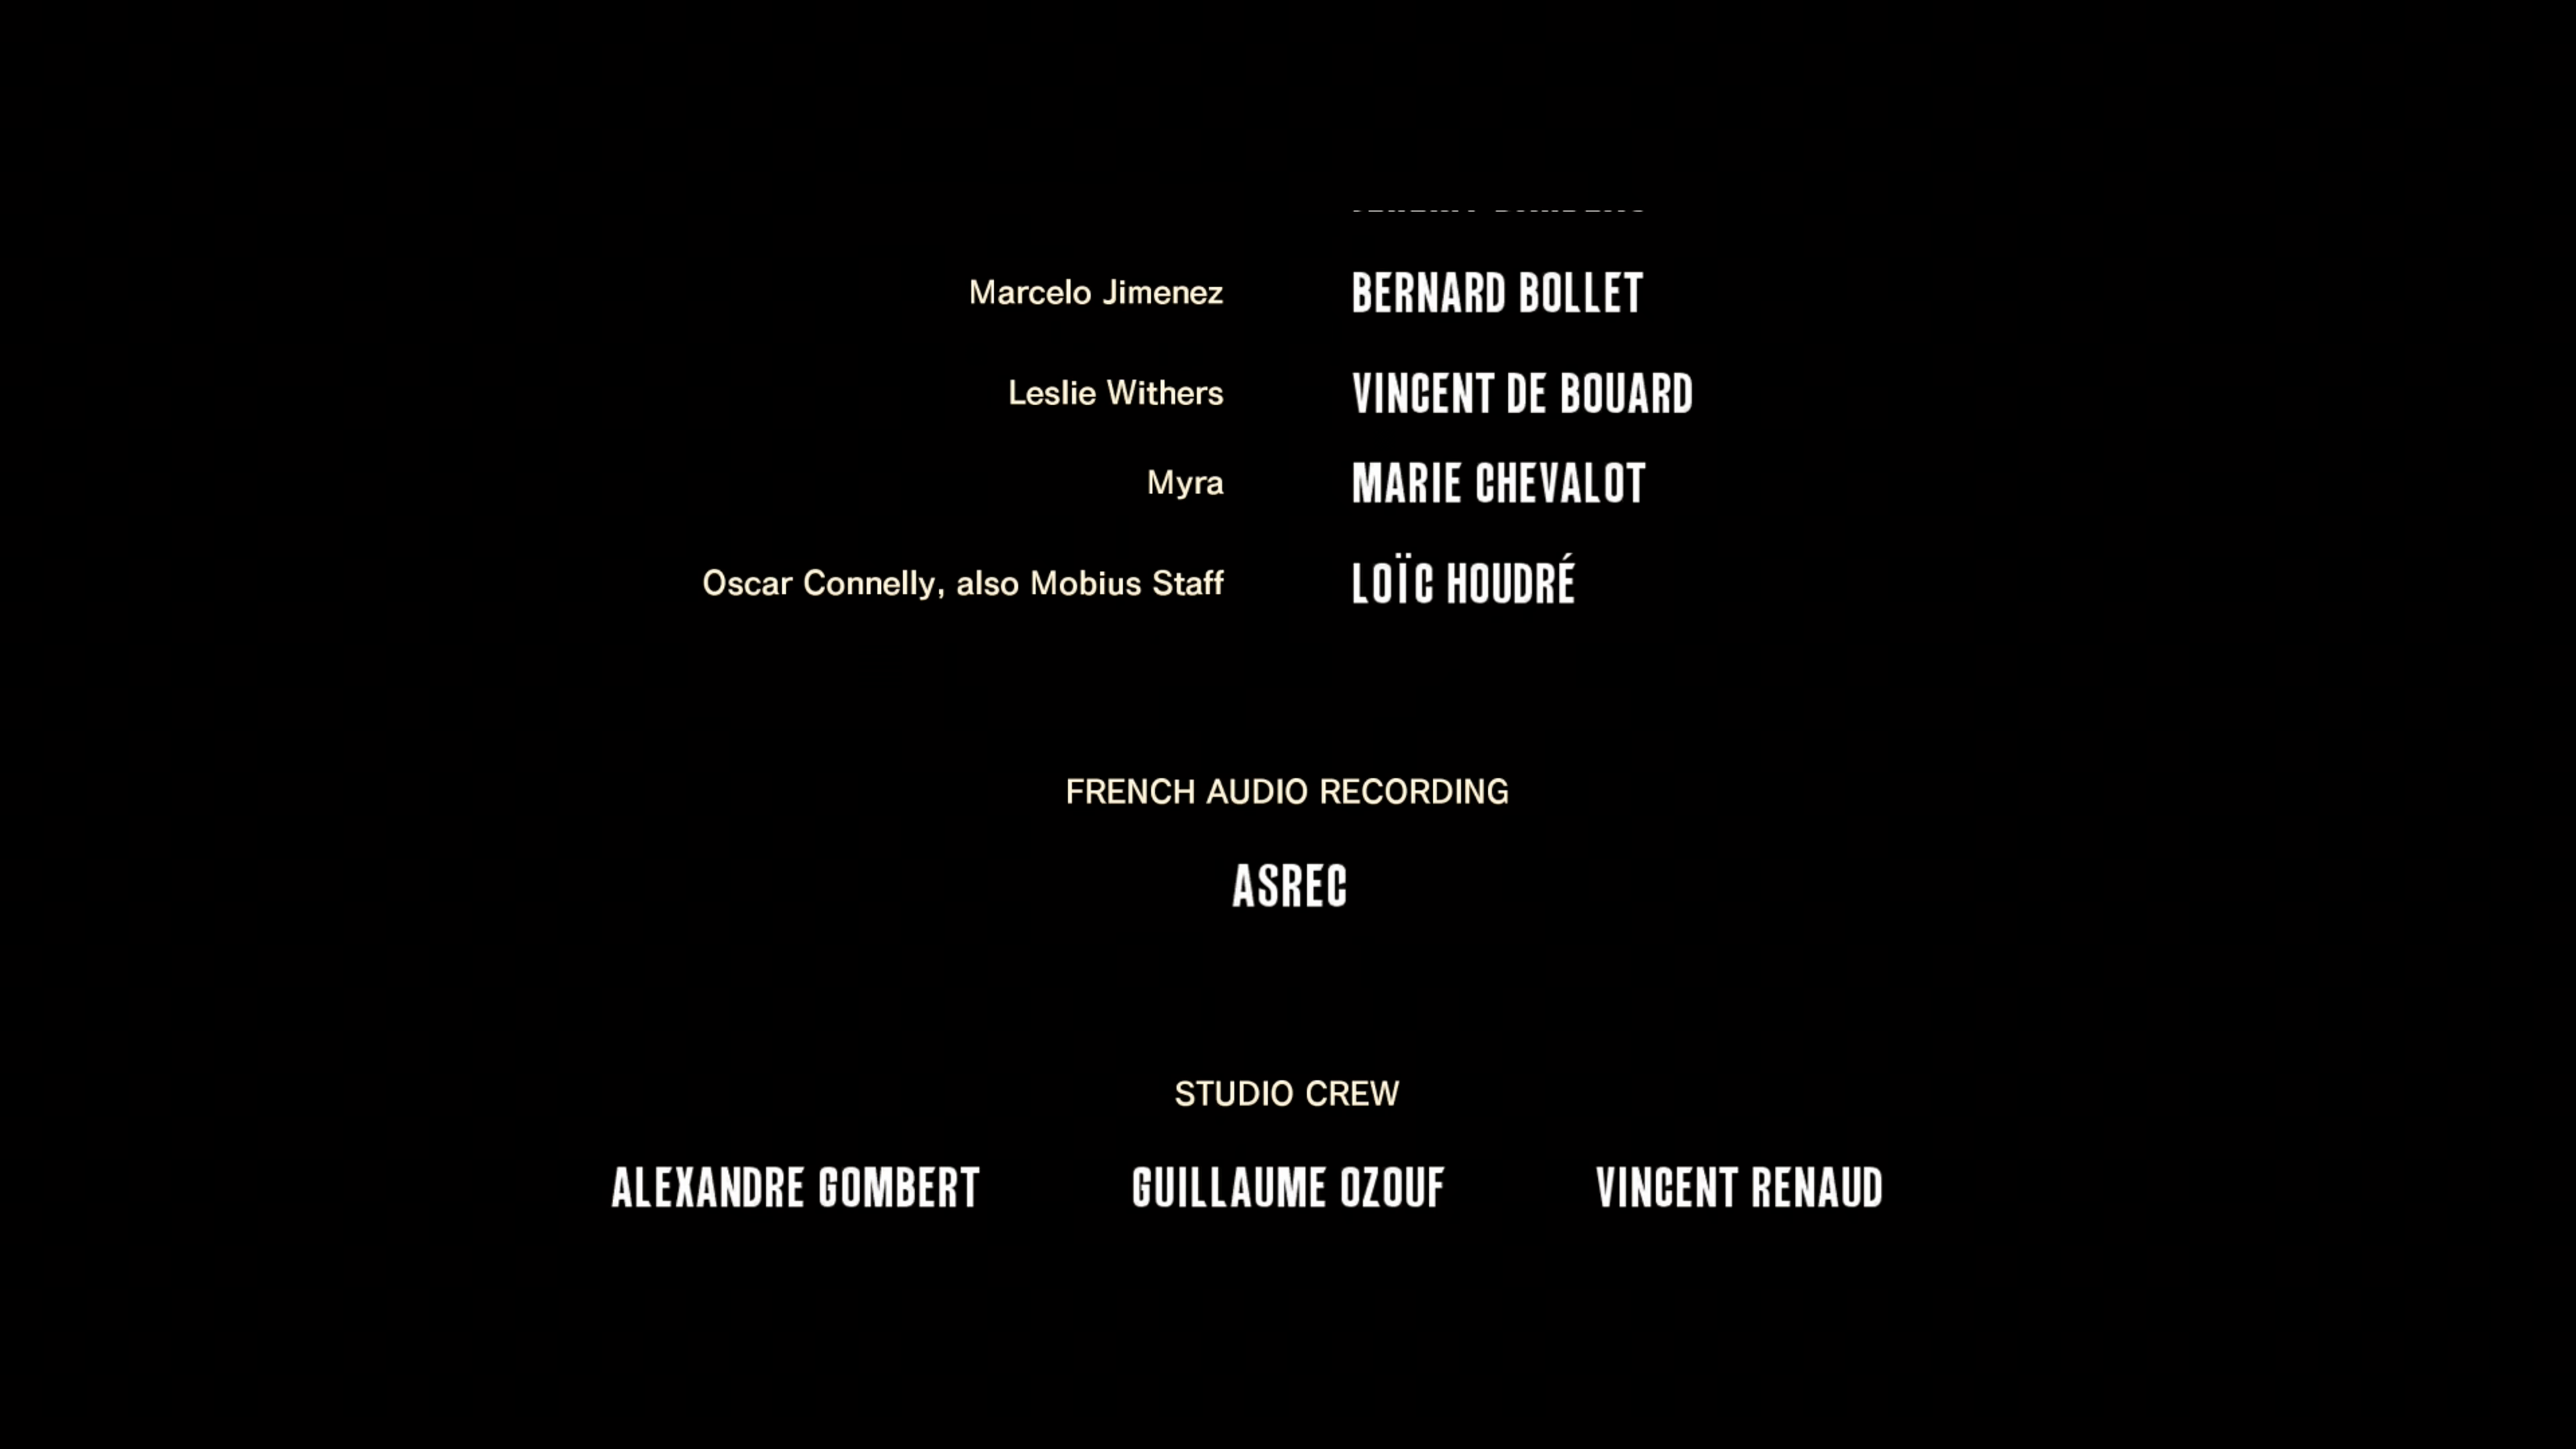 Marcelo Jimenez BERNARD BOLLET
Leslie Withers VINCENT DE BOUARD
Myra MARIE CHEVALOT
Oscar Connelly, also Mobius Staff LOÏC HOUDRÉ
FRENCH AUDIO RECORDING
ASREC
STUDIO CREW
ALEXANDRE GOMBERT GUILLAUME OZOUF VINCENT RENAUD